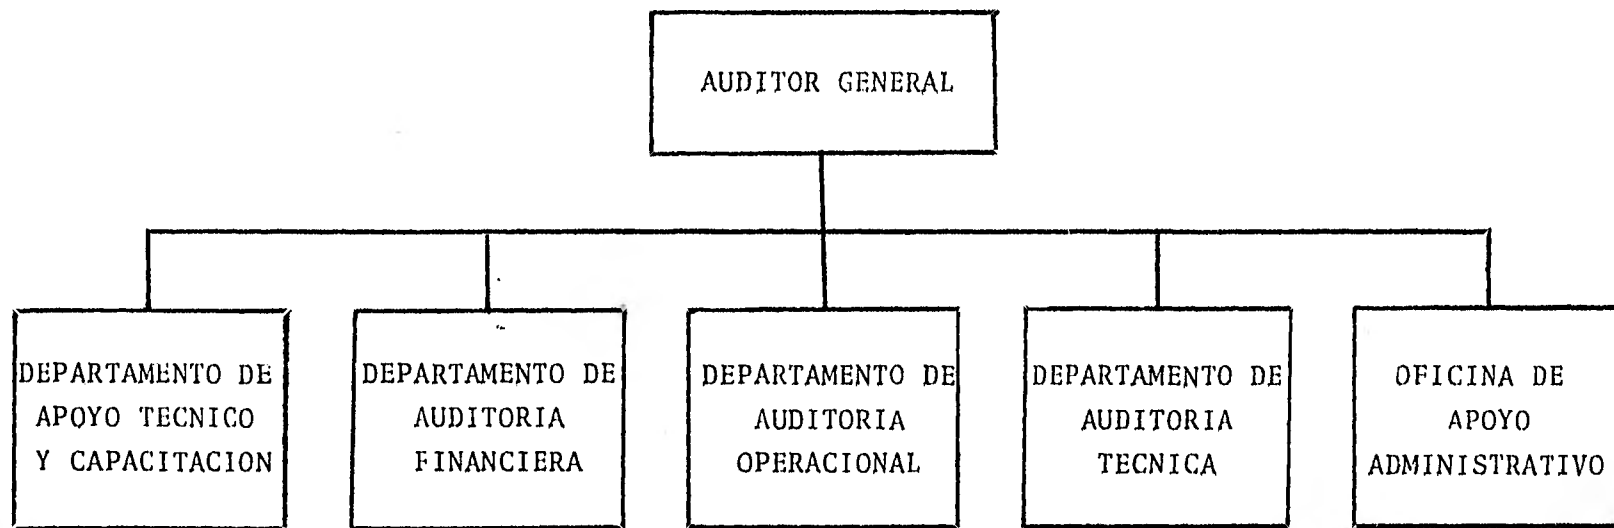 AUDITOR GENERAL
DEPARTAMENTO DE
APOYO TECNICO
Y CAPACITACION
DEPARTAMENTO DE
AUDITORIA
FINANCIERA
DEPARTAMENTO DE
AUDITORIA
OPERACIONAL
DEPARTAMENTO DE
AUDITORIA
TECNICA
OFICINA DE
APOYO
ADMINISTRATIVO